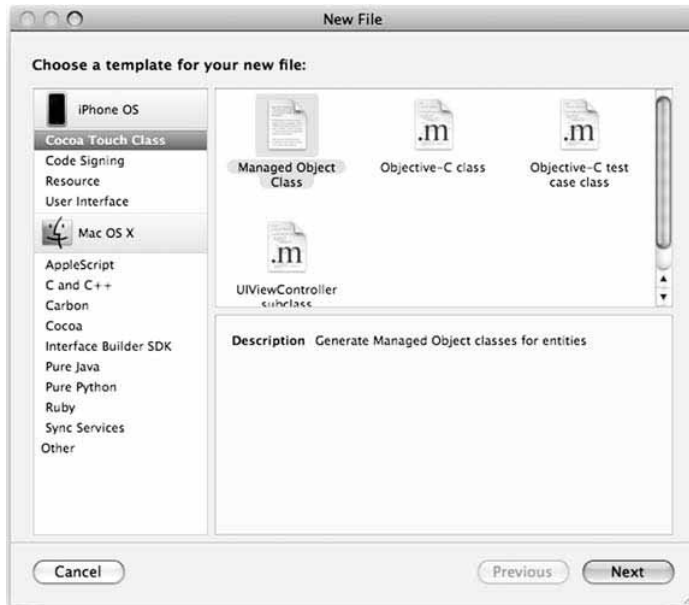 New File
Choose a template for your new file:
iPhone OS
Cocoa Touch Class
Code Signing
Resource
User Interface
Mac OS X
AppleScript
C and C++
Carbon
Cocoa
Interface Builder SDK
Pure Java
Pure Python
Ruby
Sync Services
Other
.m
.m
Managed Object
Class
Objective-C class
Objective-C test
case class
.m
UIViewController
subclass
Description Generate Managed Object classes for entities
Cancel
Previous
Next